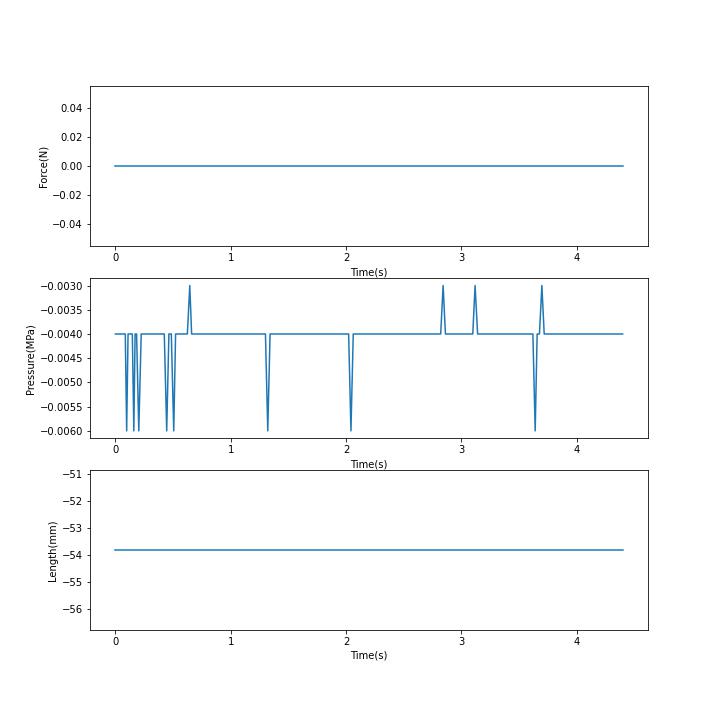 0.04
0.02
0.00
−0.02
−0.04
Force(N)
0 1 2 3 4
Time(s)
−0.0030
−0.0035
−0.0040
−0.0045
−0.0050
−0.0055
−0.0060
Pressure(MPa)
0 1 2 3 4
Time(s)
−51
−52
−53
−54
−55
−56
Length(mm)
0 1 2 3 4
Time(s)